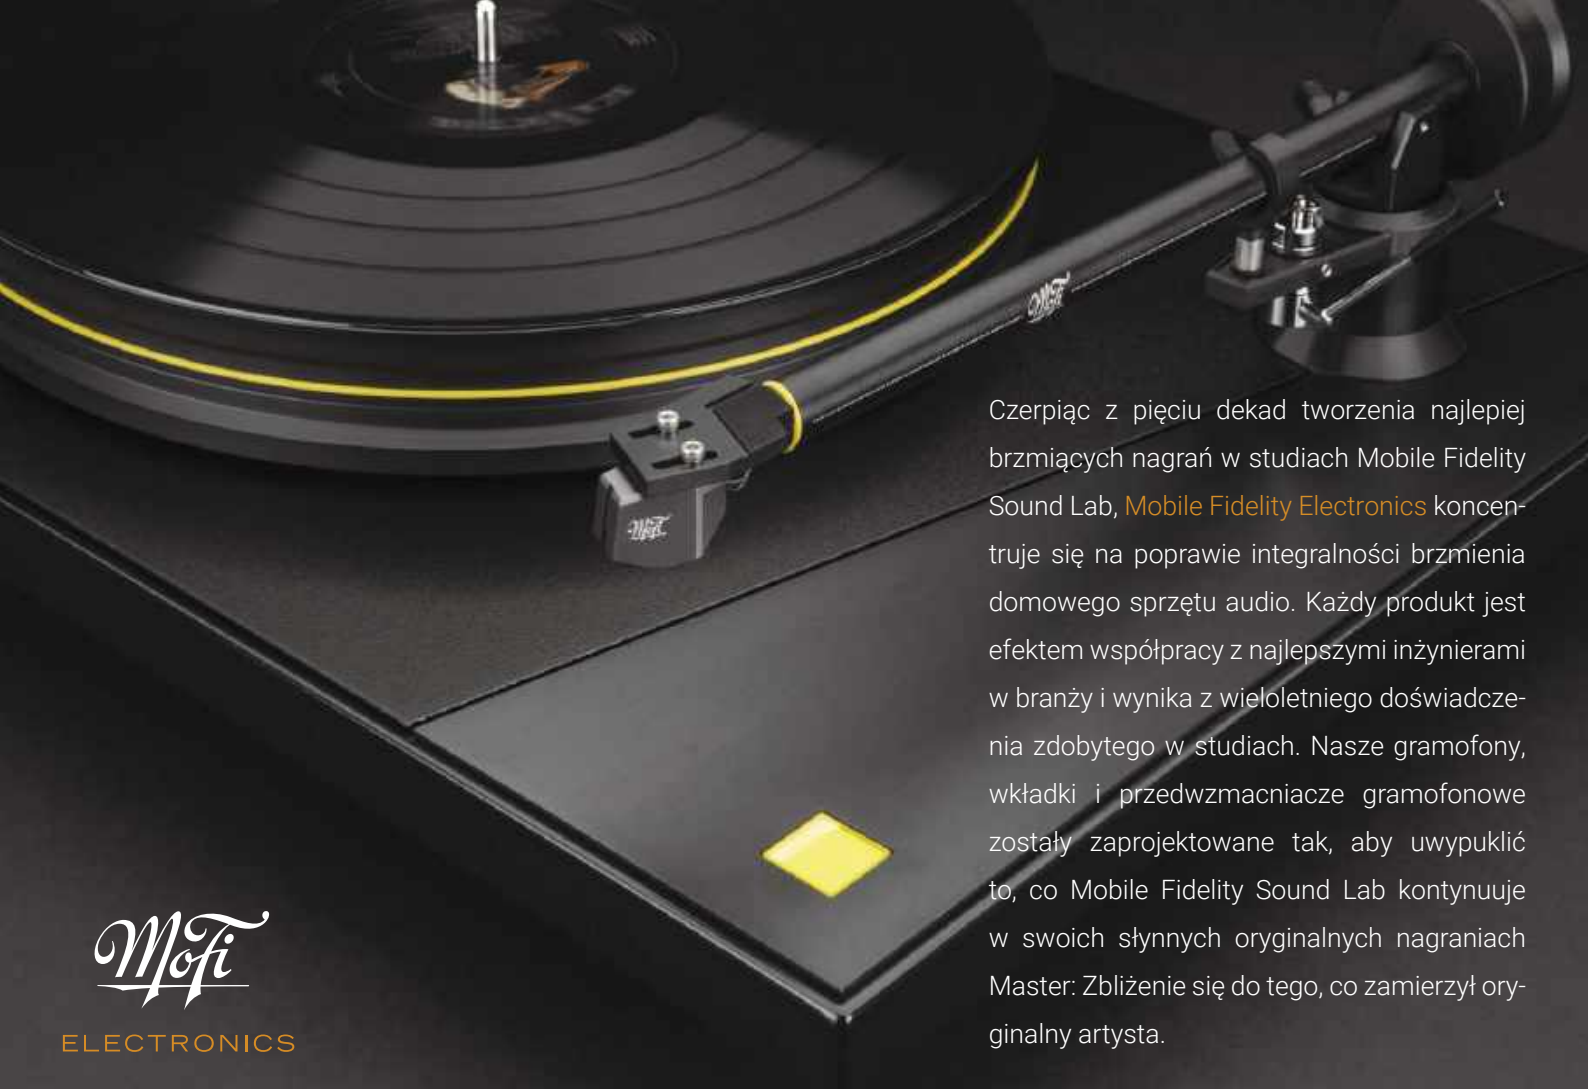 MoFi
MoFi
Czerpiąc z pięciu dekad tworzenia najlepiej
brzmiących nagrań w studiach Mobile Fidelity
Sound Lab, Mobile Fidelity Electronics koncen-
truje się na poprawie integralności brzmienia
domowego sprzętu audio. Każdy produkt jest
efektem współpracy z najlepszymi inżynierami
w branży i wynika z wieloletniego doświadcze-
nia zdobytego w studiach. Nasze gramofony,
wkładki i przedwzmacniacze gramofonowe
zostały zaprojektowane tak, aby uwypuklić
to, co Mobile Fidelity Sound Lab kontynuuje
w swoich słynnych oryginalnych nagraniach
Master: Zbliżenie się do tego, co zamierzył ory-
ginalny artysta.
MoFi
ELECTRONICS